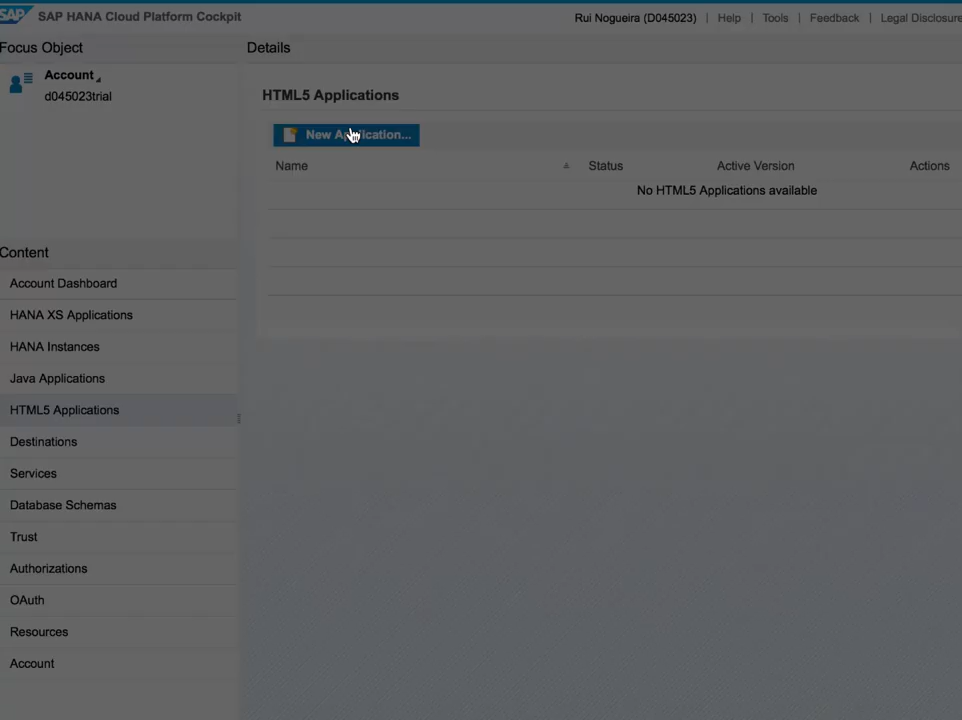 SAP SAP HANA Cloud Platform Cockpit
Rui Nogueira (D045023) | Help | Tools | Feedback | Legal Disclosure
Focus Object
Account
d045023trial
Content
Account Dashboard
HANA XS Applications
HANA Instances
Java Applications
HTML5 Applications
Destinations
Services
Database Schemas
Trust
Authorizations
OAuth
Resources
Account
Details
HTML5 Applications
New Application...
Name Status Active Version Actions
No HTML5 Applications available